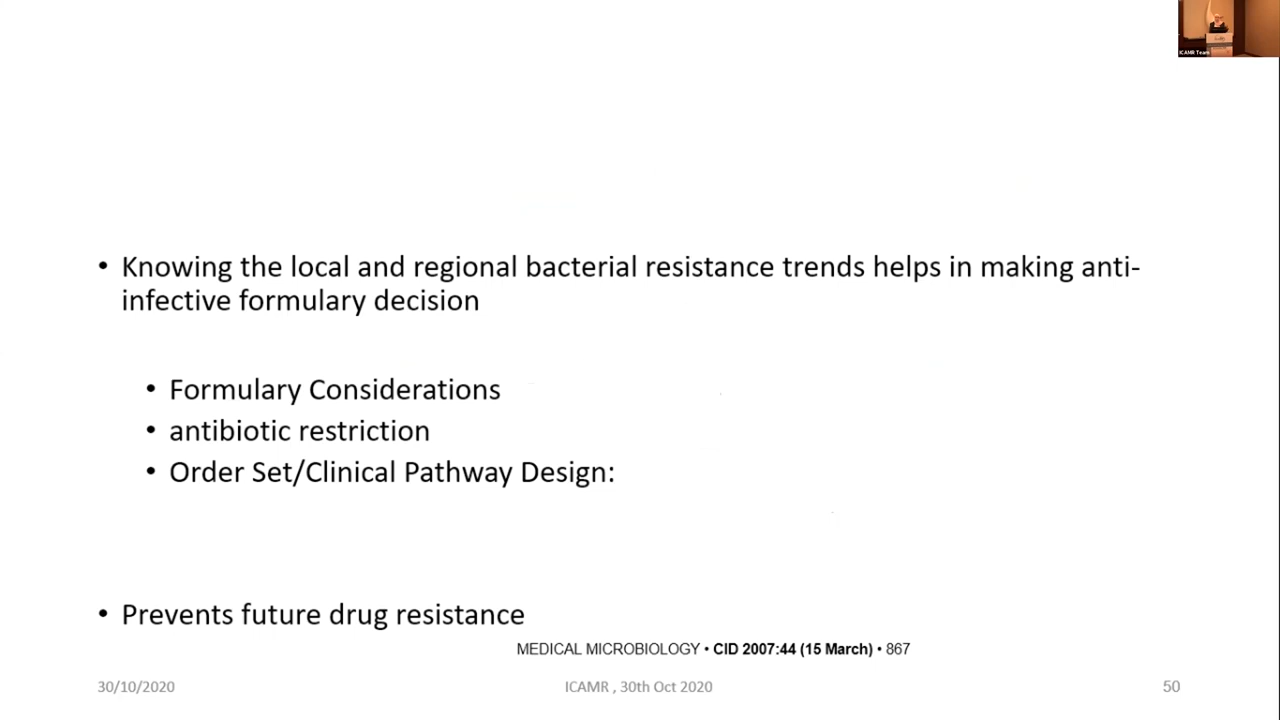 ICAMR Team
• Knowing the local and regional bacterial resistance trends helps in making anti-
infective formulary decision
• Formulary Considerations
• antibiotic restriction
• Order Set/Clinical Pathway Design:
• Prevents future drug resistance
MEDICAL MICROBIOLOGY • CID 2007:44 (15 March) • 867
30/10/2020 ICAMR , 30th Oct 2020 50